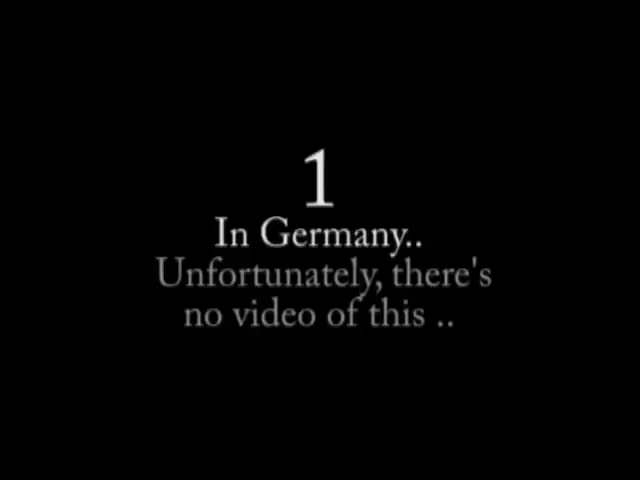 1
In Germany..
Unfortunately, there's
no video of this ..